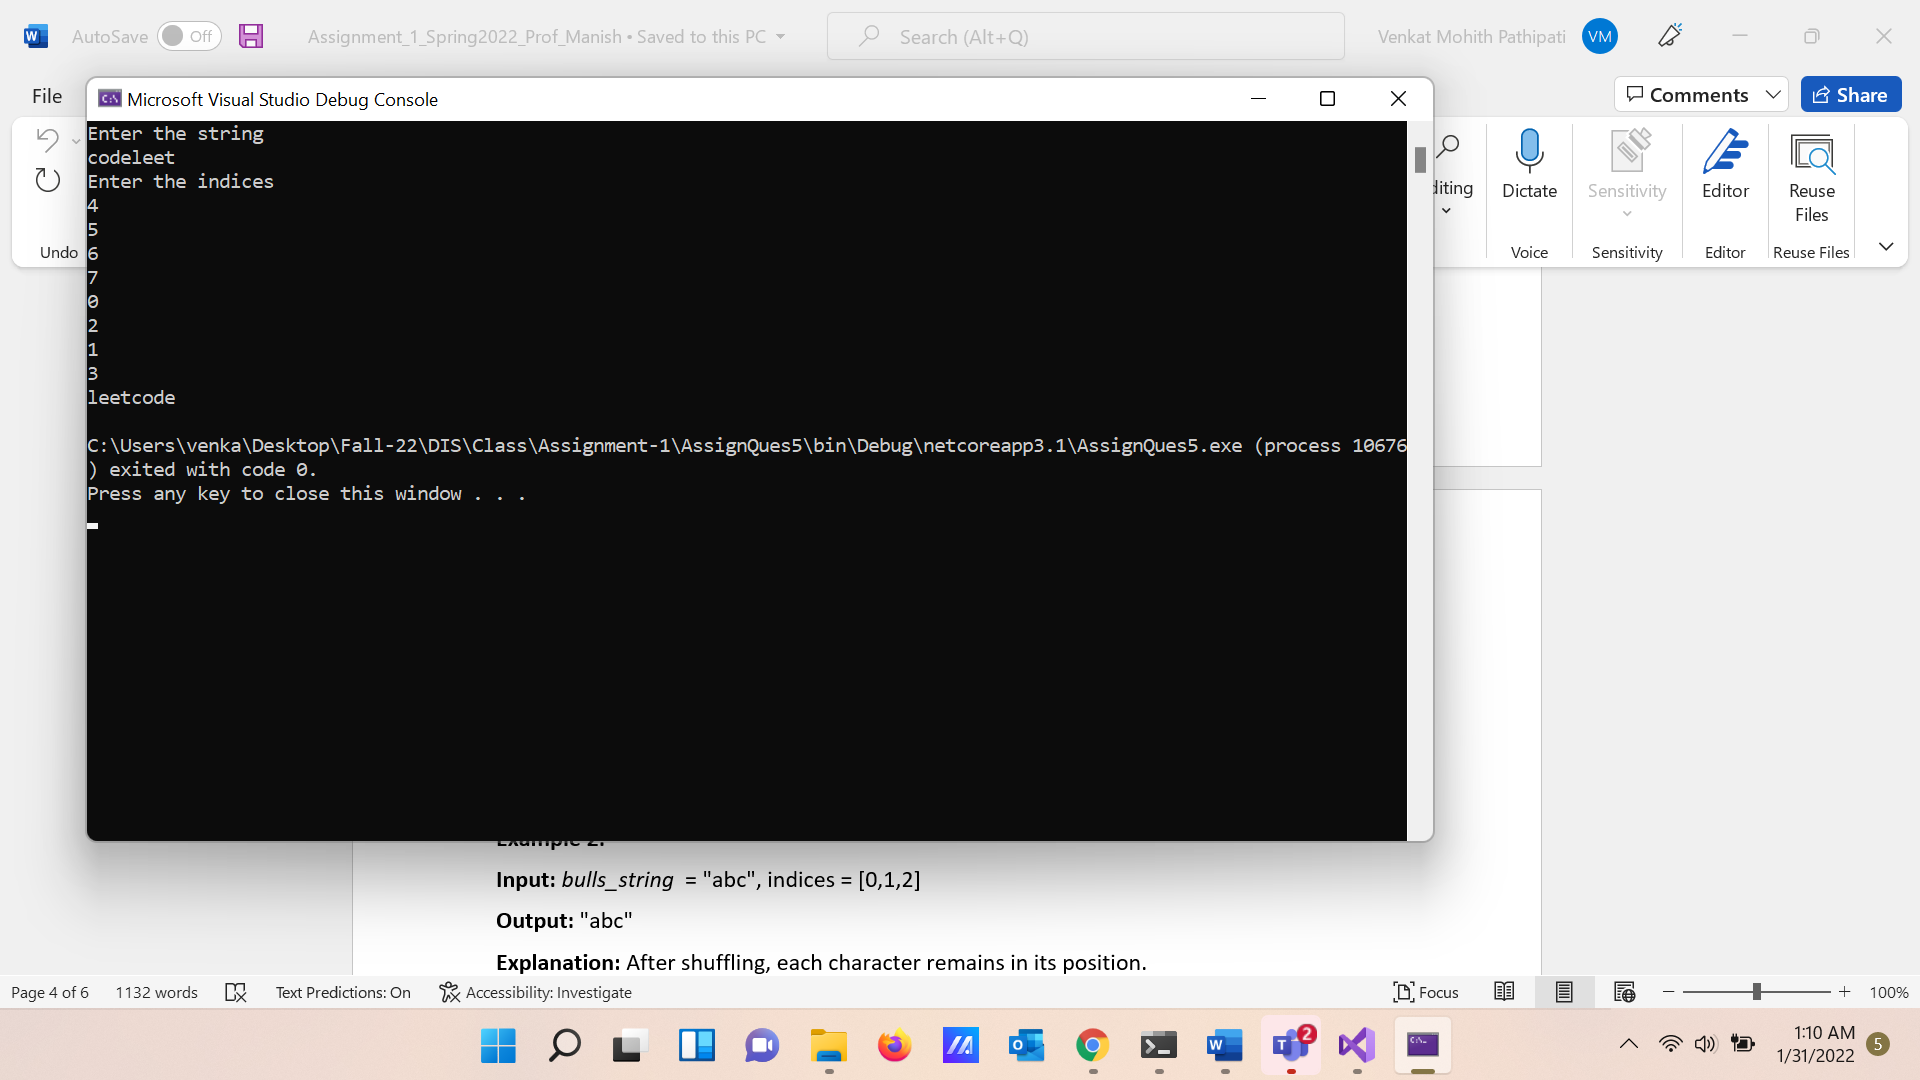 AutoSave Off Assignment_1_Spring2022_Prof_Manish • Saved to this PC Search (Alt+Q) Venkat Mohith Pathipati VM
File Comments Share
Microsoft Visual Studio Debug Console
Enter the string
codeleet
Enter the indices
4
5
6
7
0
2
1
3
leetcode
C:\Users\venka\Desktop\Fall-22\DIS\Class\Assignment-1\AssignQues5\bin\Debug\netcoreapp3.1\AssignQues5.exe (process 10676
) exited with code 0.
Press any key to close this window . . .
Undo
diting Dictate Sensitivity Editor Reuse
Files
Voice Sensitivity Editor Reuse Files
Example 2:
Input: bulls_string = "abc", indices = [0,1,2]
Output: "abc"
Explanation: After shuffling, each character remains in its position.
Page 4 of 6 1132 words Text Predictions: On Accessibility: Investigate Focus 100%
1:10 AM
1/31/2022 5
2